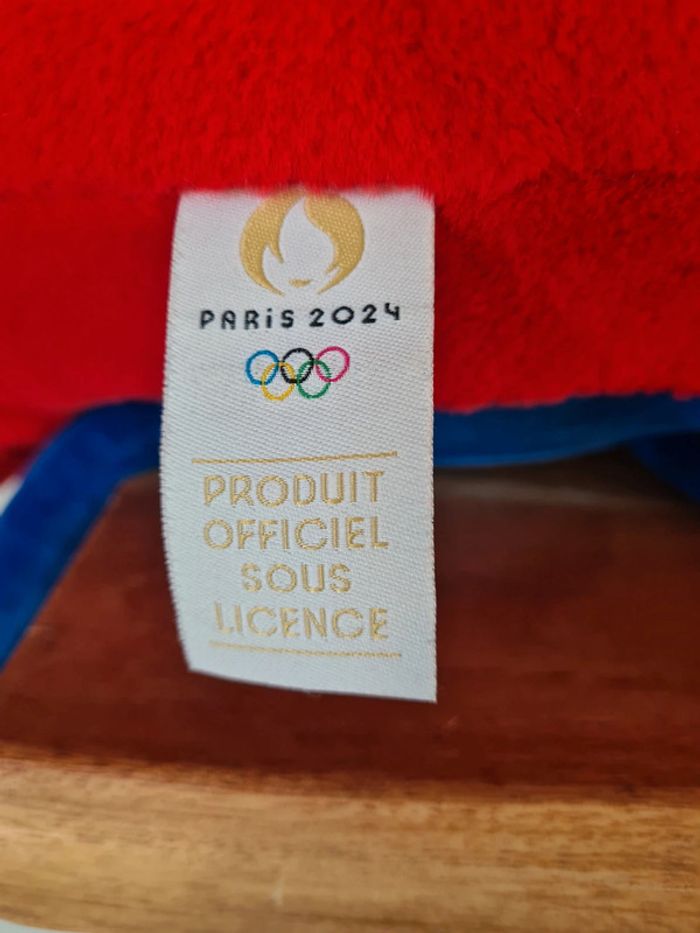 PARiS 2024
PRODUIT
OFFICIEL
SOUS
LICENCE